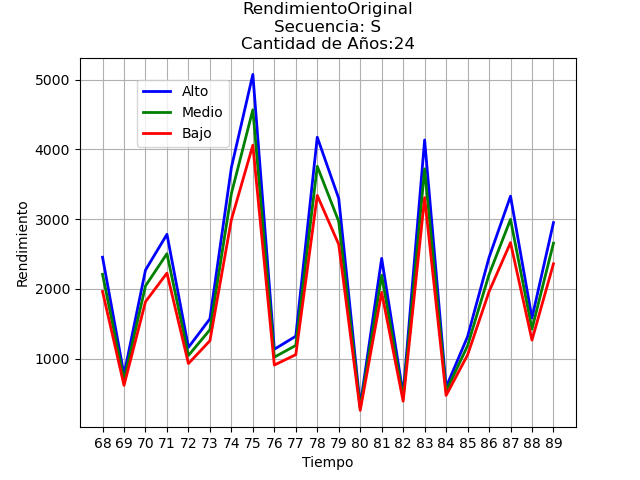 RendimientoOriginal
Secuencia: S
Cantidad de Años:24
Rendimiento
5000
4000
3000
2000
1000
Alto
Medio
Bajo
68 69 70 71 72 73 74 75 76 77 78 79 80 81 82 83 84 85 86 87 88 89
Tiempo